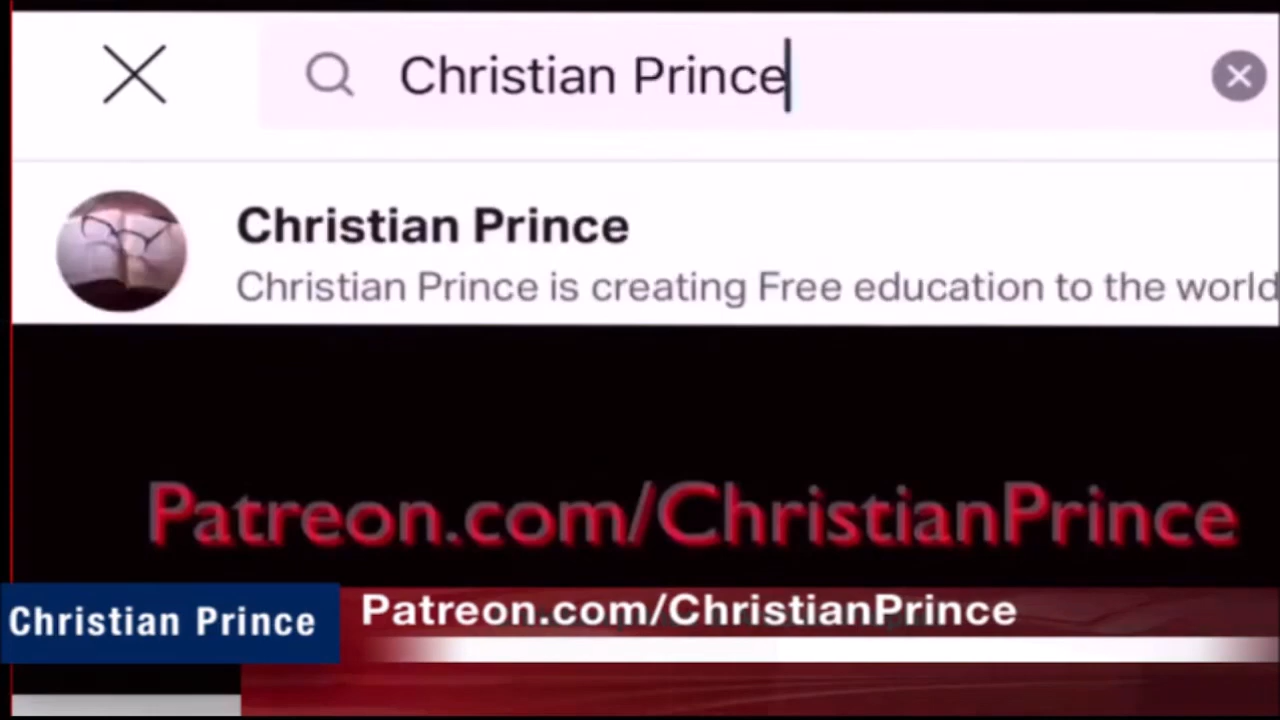 Christian Prince
Christian Prince
Christian Prince is creating Free education to the world
Patreon.com/ChristianPrince
Christian Prince
Patreon.com/ChristianPrince